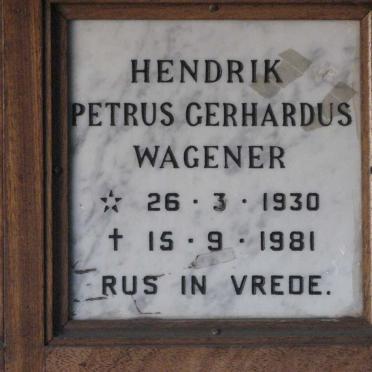 HENDRIK
PETRUS GERHARDUS
WAGENER
☆ 26 · 3 · 1930
✝ 15 · 9 · 1981
RUS IN VREDE.